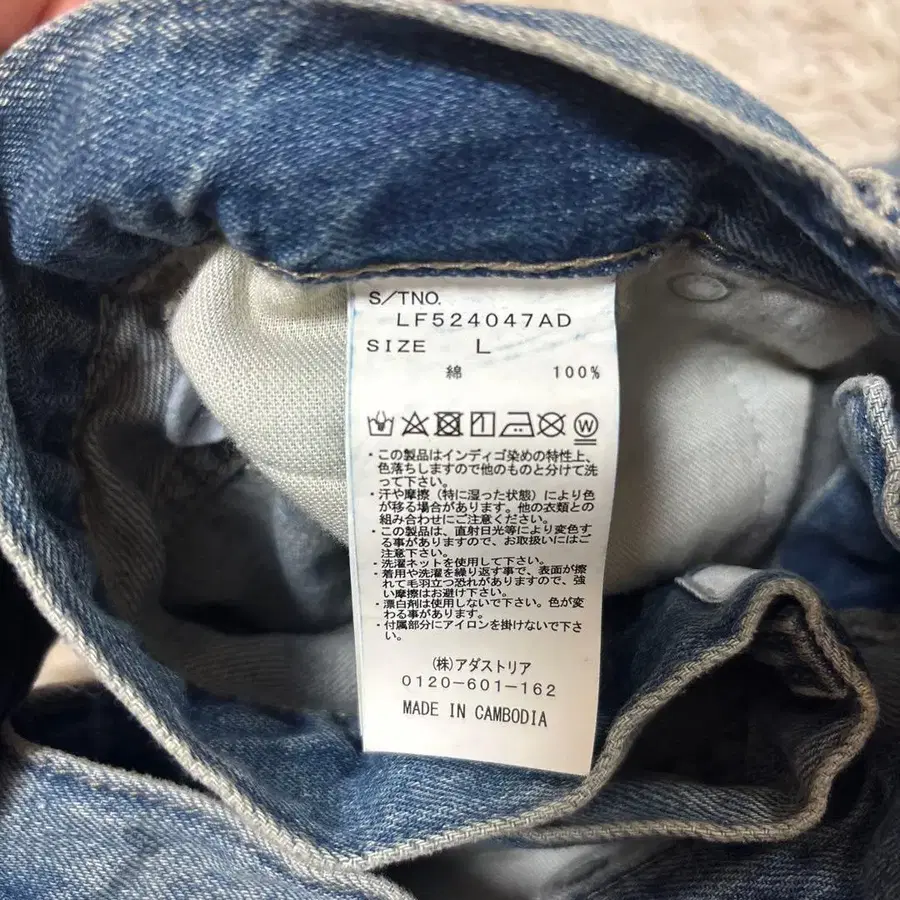 S/TNO.
LF524047AD
SIZE L
綿 100%
W
・この製品はインディゴ染めの特性上、
色落ちしますので他のものと分けて洗
って下さい。
・汗や摩擦(特に湿った状態)により色
が移る場合があります。他の衣類との
組み合わせにご注意ください。
・この製品は、直射日光等により変色す
る事がありますので、お取扱いにはご
注意下さい。
・洗濯ネットを使用して下さい。
・着用や洗濯を繰り返す事で、表面が擦
れて毛羽立つ恐れがありますので、強
い摩擦はお避け下さい。
・漂白剤は使用しないで下さい。色が変
わる事があります。
・付属部分にアイロンを掛けないで下さ
い。
(株)アダストリア
0120-601-162
MADE IN CAMBODIA